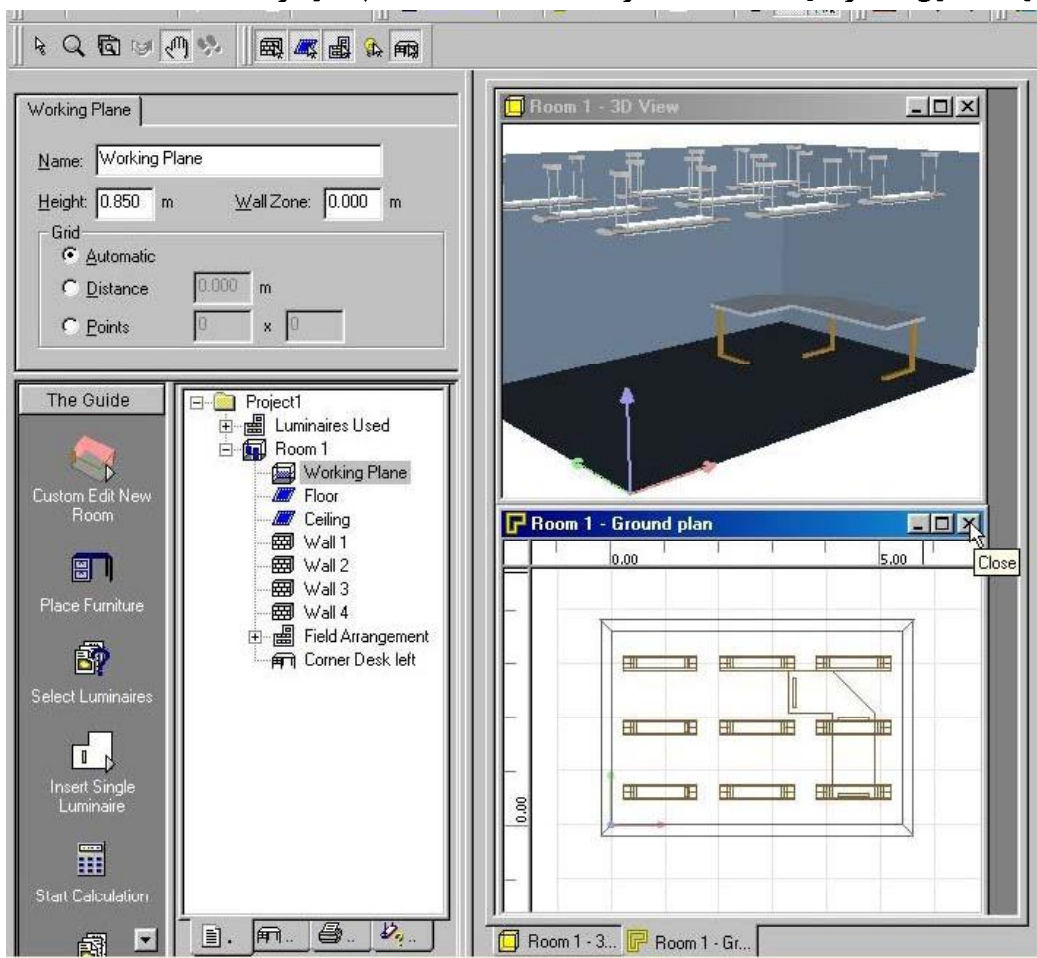 Working Plane
Name: Working Plane
Height: 0.850 m Wall Zone: 0.000 m
Grid
Automatic
Distance 0.000 m
Points 0 x 0
The Guide
Custom Edit New
Room
Place Furniture
Select Luminaires
Insert Single
Luminaire
Start Calculation
Project1
Luminaires Used
Room 1
Working Plane
Floor
Ceiling
Wall 1
Wall 2
Wall 3
Wall 4
Field Arrangement
Corner Desk left
Room 1 - 3D View
Room 1 - Ground plan
Close
0.00 5.00
0.00
Room 1 - 3... Room 1 - Gr...